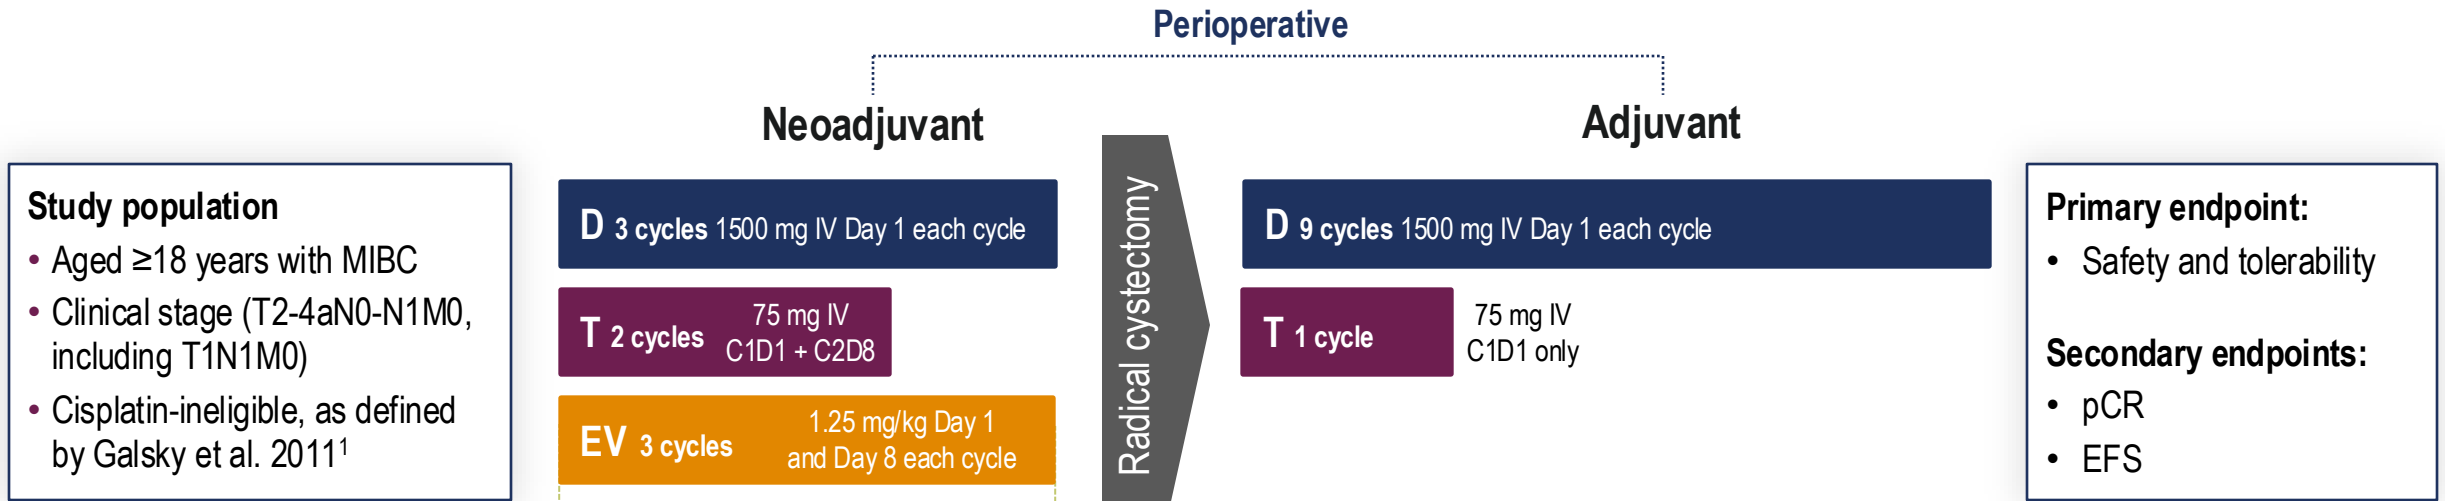 Perioperative
Neoadjuvant
Adjuvant
Study population
• Aged ≥18 years with MIBC
• Clinical stage (T2-4aN0-N1M0,
including T1N1M0)
• Cisplatin-ineligible, as defined
by Galsky et al. 2011¹
D 3 cycles 1500 mg IV Day 1 each cycle
T 2 cycles 75 mg IV
C1D1 + C2D8
EV 3 cycles 1.25 mg/kg Day 1
and Day 8 each cycle
Radical cystectomy
D 9 cycles 1500 mg IV Day 1 each cycle
T 1 cycle 75 mg IV
C1D1 only
Primary endpoint:
• Safety and tolerability
Secondary endpoints:
• pCR
• EFS